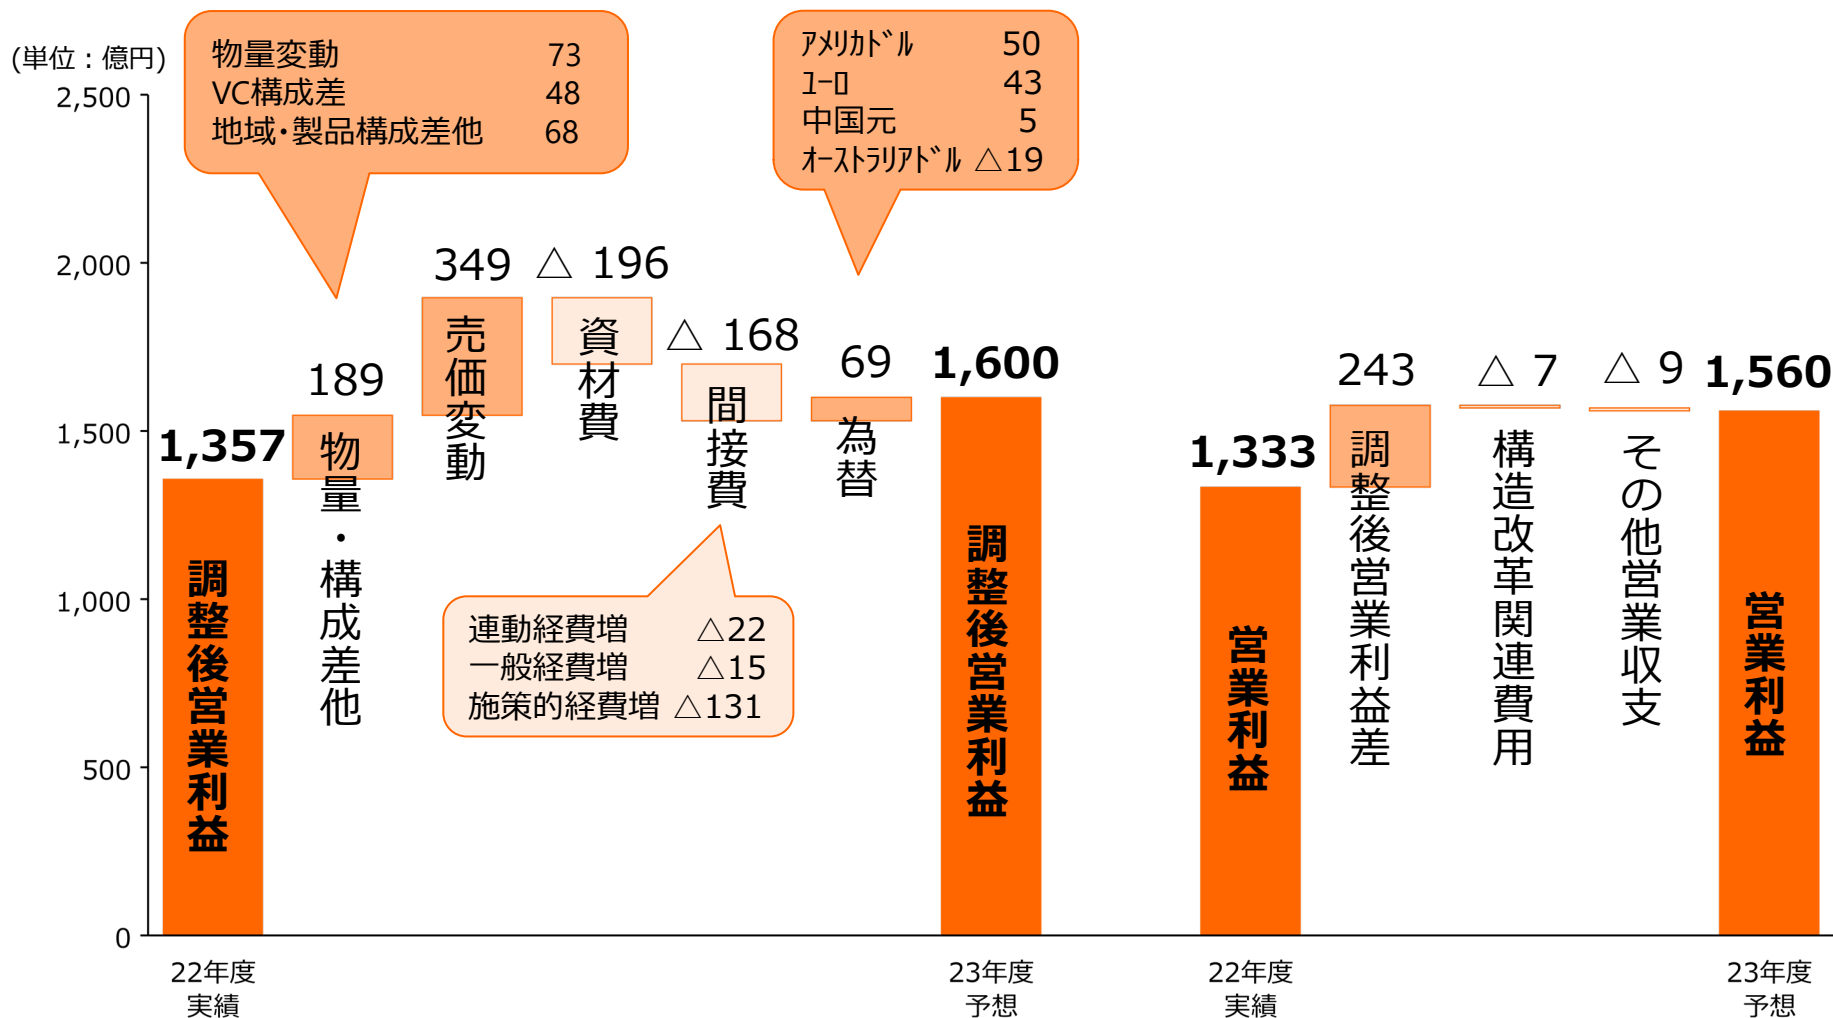 (単位：億円)
物量変動 73
VC構成差 48
地域・製品構成差他 68
ｱﾒﾘｶﾄﾞﾙ 50
ﾕｰﾛ 43
中国元 5
ｵｰｽﾄﾗﾘｱﾄﾞﾙ △19
2,500
2,000
1,500
1,000
500
0
1,357
調整後営業利益
189
物量・構成差他
349
売価変動
△ 196
資材費
△ 168
間接費
69
為替
1,600
調整後営業利益
連動経費増 △22
一般経費増 △15
施策的経費増 △131
1,333
営業利益
243
調整後営業利益差
△ 7
構造改革関連費用
△ 9
その他営業収支
1,560
営業利益
22年度
実績
23年度
予想
22年度
実績
23年度
予想